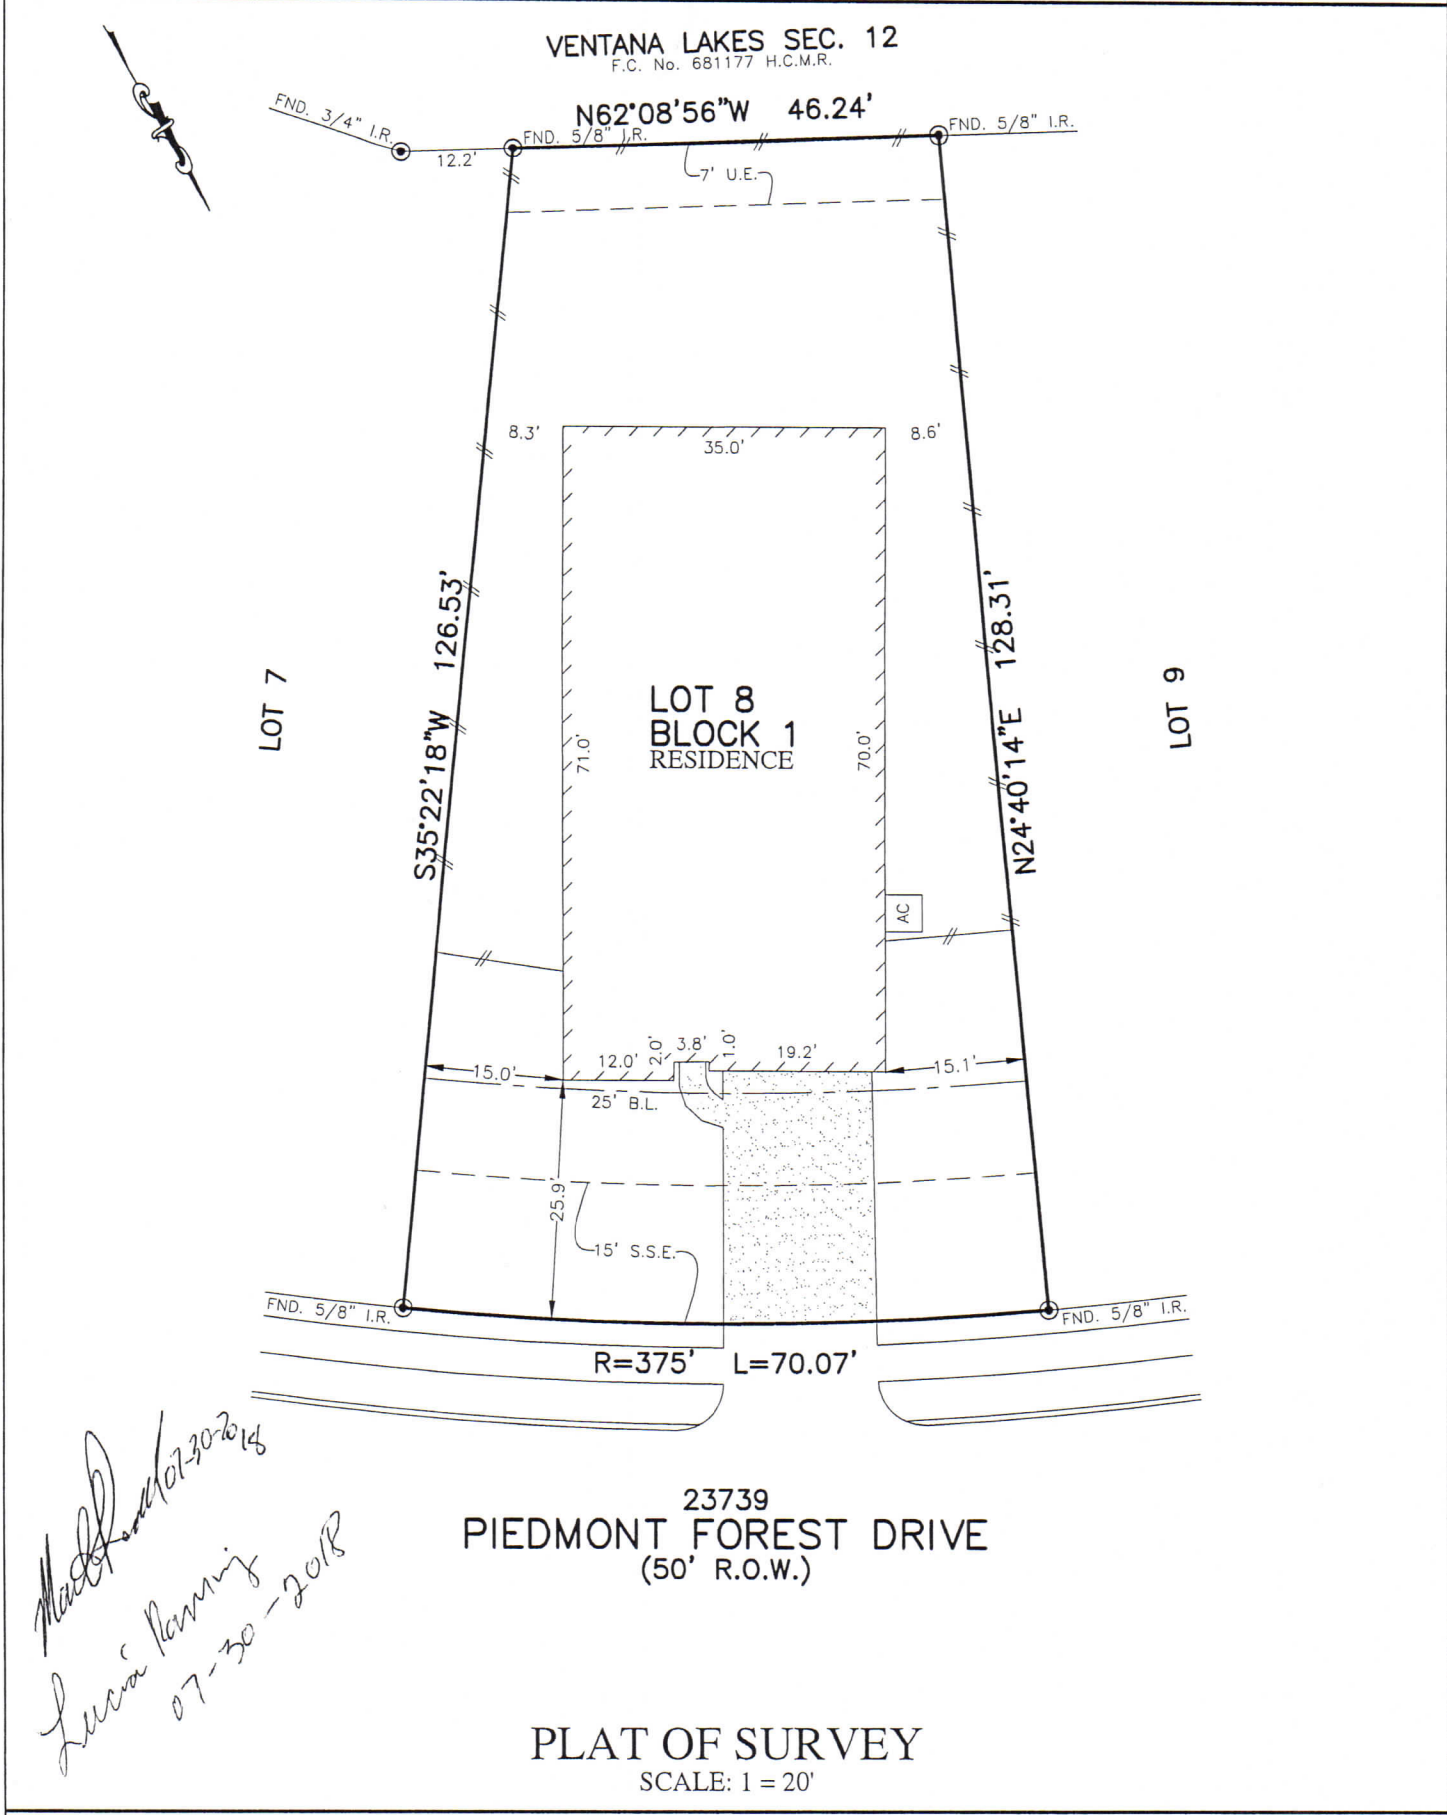 VENTANA LAKES SEC. 12
F.C. No. 681177 H.C.M.R.
N62°08'56"W 46.24'
FND. 3/4" I.R.
FND. 5/8" I.R.
FND. 5/8" I.R.
12.2'
7' U.E.
8.3'
35.0'
8.6'
S35°22'18"W 126.53'
N24°40'14"E 128.31'
LOT 7
LOT 9
LOT 8
BLOCK 1
RESIDENCE
71.0'
70.0'
AC
12.0'
2.0'
3.8'
1.0'
19.2'
15.0'
15.1'
25' B.L.
25.9'
15' S.S.E.
FND. 5/8" I.R.
FND. 5/8" I.R.
R=375' L=70.07'
07-30-2018
23739
PIEDMONT FOREST DRIVE
(50' R.O.W.)
Lucía
07-30-2018
PLAT OF SURVEY
SCALE: 1 = 20'